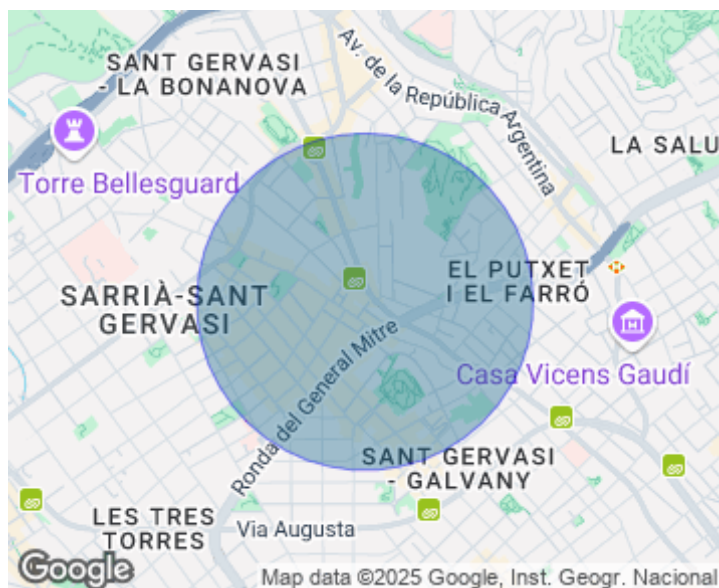 SANT GERVASI
- LA BONANOVA
Av. de la República Argentina
LA SALU
Torre Bellesguard
EL PUTXET
I EL FARRÓ
SARRIÀ-SANT
GERVASI
Ronda del General Mitre
Casa Vicens Gaudí
SANT GERVASI
- GALVANY
LES TRES
TORRES
Via Augusta
Google
Map data ©2025 Google, Inst. Geogr. Nacional